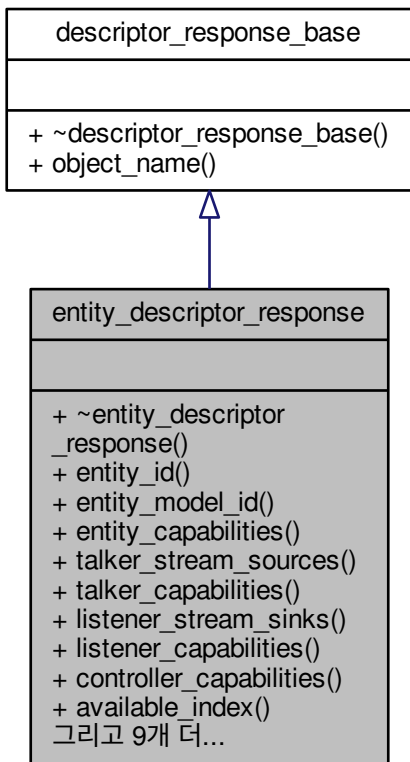 descriptor_response_base
+ ~descriptor_response_base()
+ object_name()
entity_descriptor_response
+ ~entity_descriptor
_response()
+ entity_id()
+ entity_model_id()
+ entity_capabilities()
+ talker_stream_sources()
+ talker_capabilities()
+ listener_stream_sinks()
+ listener_capabilities()
+ controller_capabilities()
+ available_index()
그리고 9개 더...